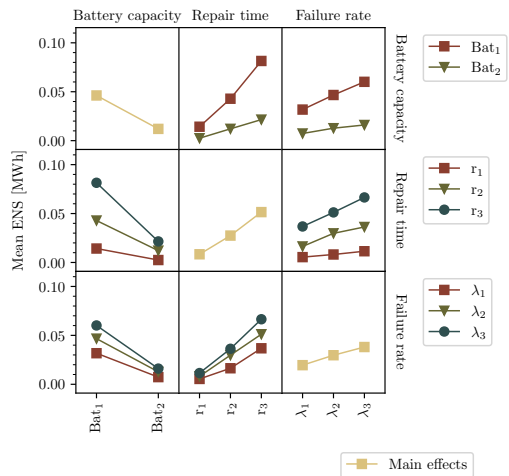 Battery capacity Repair time Failure rate
0.10
0.05
0.00
Battery capacity
Bat₁
Bat₂
0.10
0.05
0.00
Mean ENS [MWh]
Repair time
r₁
r₂
r₃
0.10
0.05
0.00
Failure rate
λ₁
λ₂
λ₃
Bat₁ Bat₂ r₁ r₂ r₃ λ₁ λ₂ λ₃
Main effects